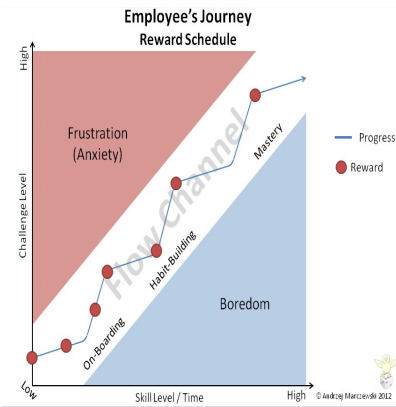 Employee's Journey
Reward Schedule
High
Frustration
(Anxiety)
Challenge Level
Flow Channel
Mastery
Progress
Reward
Habit-Building
Boredom
On-Boarding
Low
Skill Level / Time
High
© Andrzej Marczewski 2012